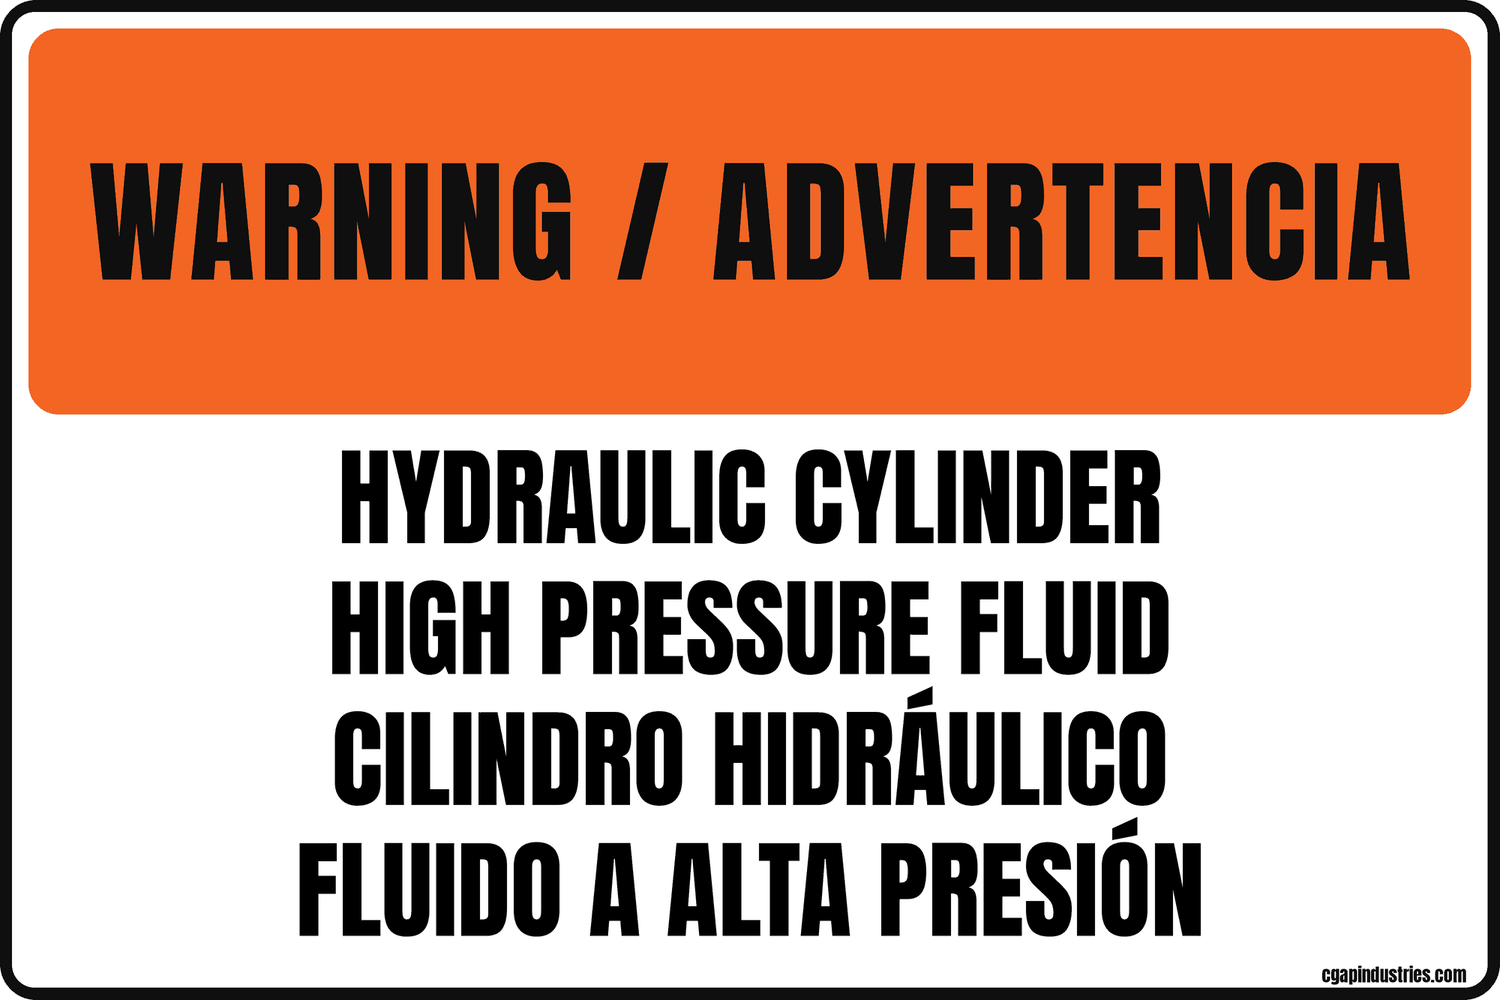 WARNING / ADVERTENCIA
HYDRAULIC CYLINDER
HIGH PRESSURE FLUID
CILINDRO HIDRÁULICO
FLUIDO A ALTA PRESIÓN
cgapindustries.com